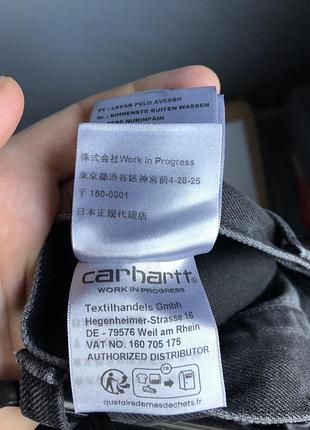 PT : LAVAR PELO AVESSO
NL : BINNENSTE BUITEN WASSEN
PESE NURINPÄIN
株式会社Work in Progress
東京都渋谷区神宮前4-28-25
〒150-0001
日本正規代理店
carhartt
WORK IN PROGRESS
Textilhandels Gmbh
Hegenheimer-Strasse 16
DE - 79576 Weil am Rhein
VAT NO. 160 705 175
AUTHORIZED DISTRIBUTOR
FR
quefairedemesdechets.fr